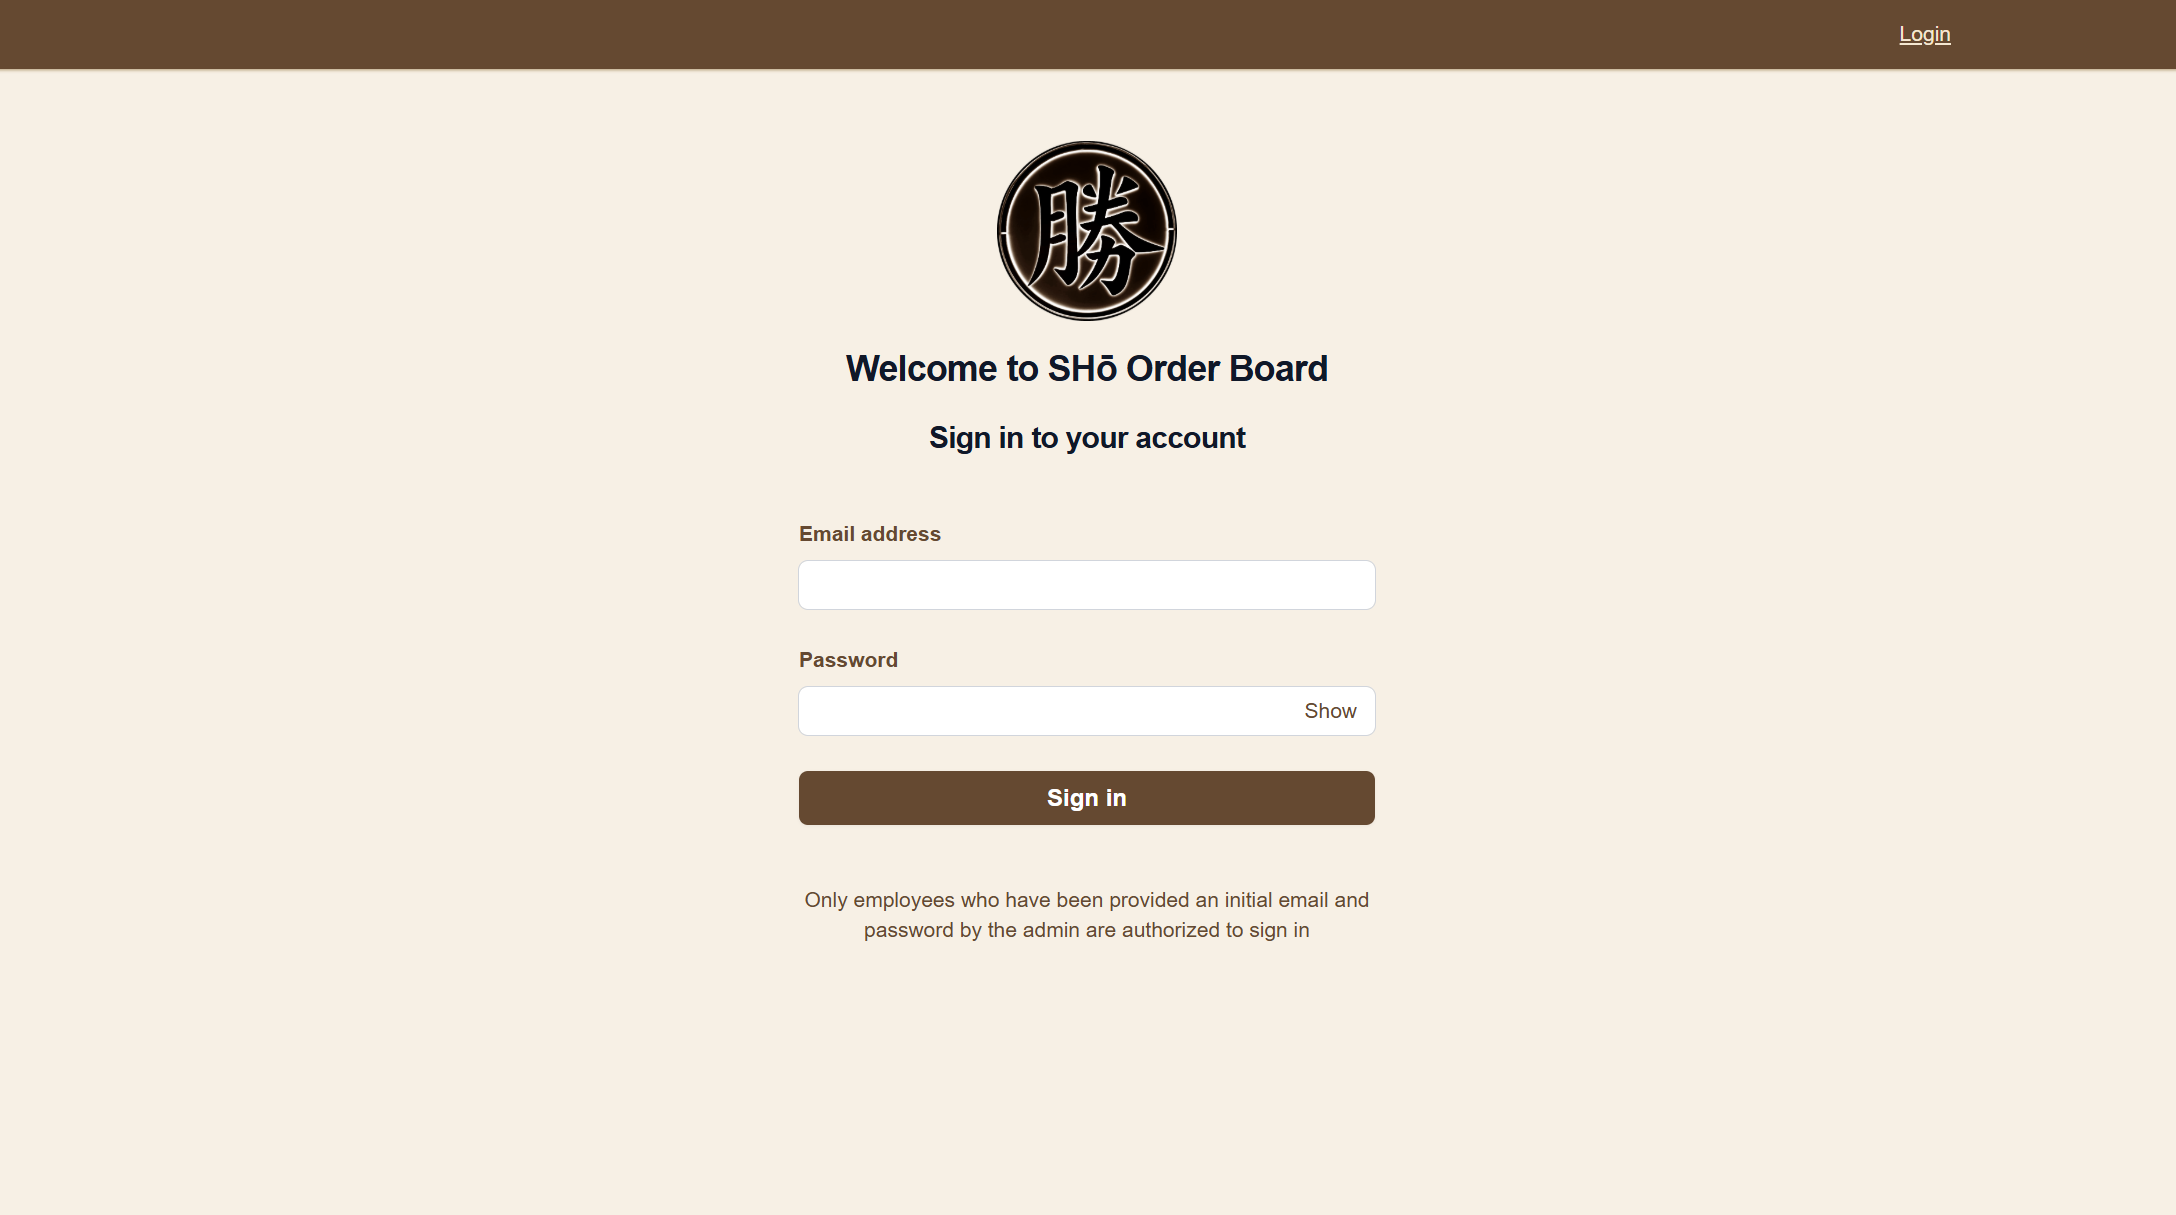 Login
勝
Welcome to SHō Order Board
Sign in to your account
Email address
Password
Show
Sign in
Only employees who have been provided an initial email and
password by the admin are authorized to sign in